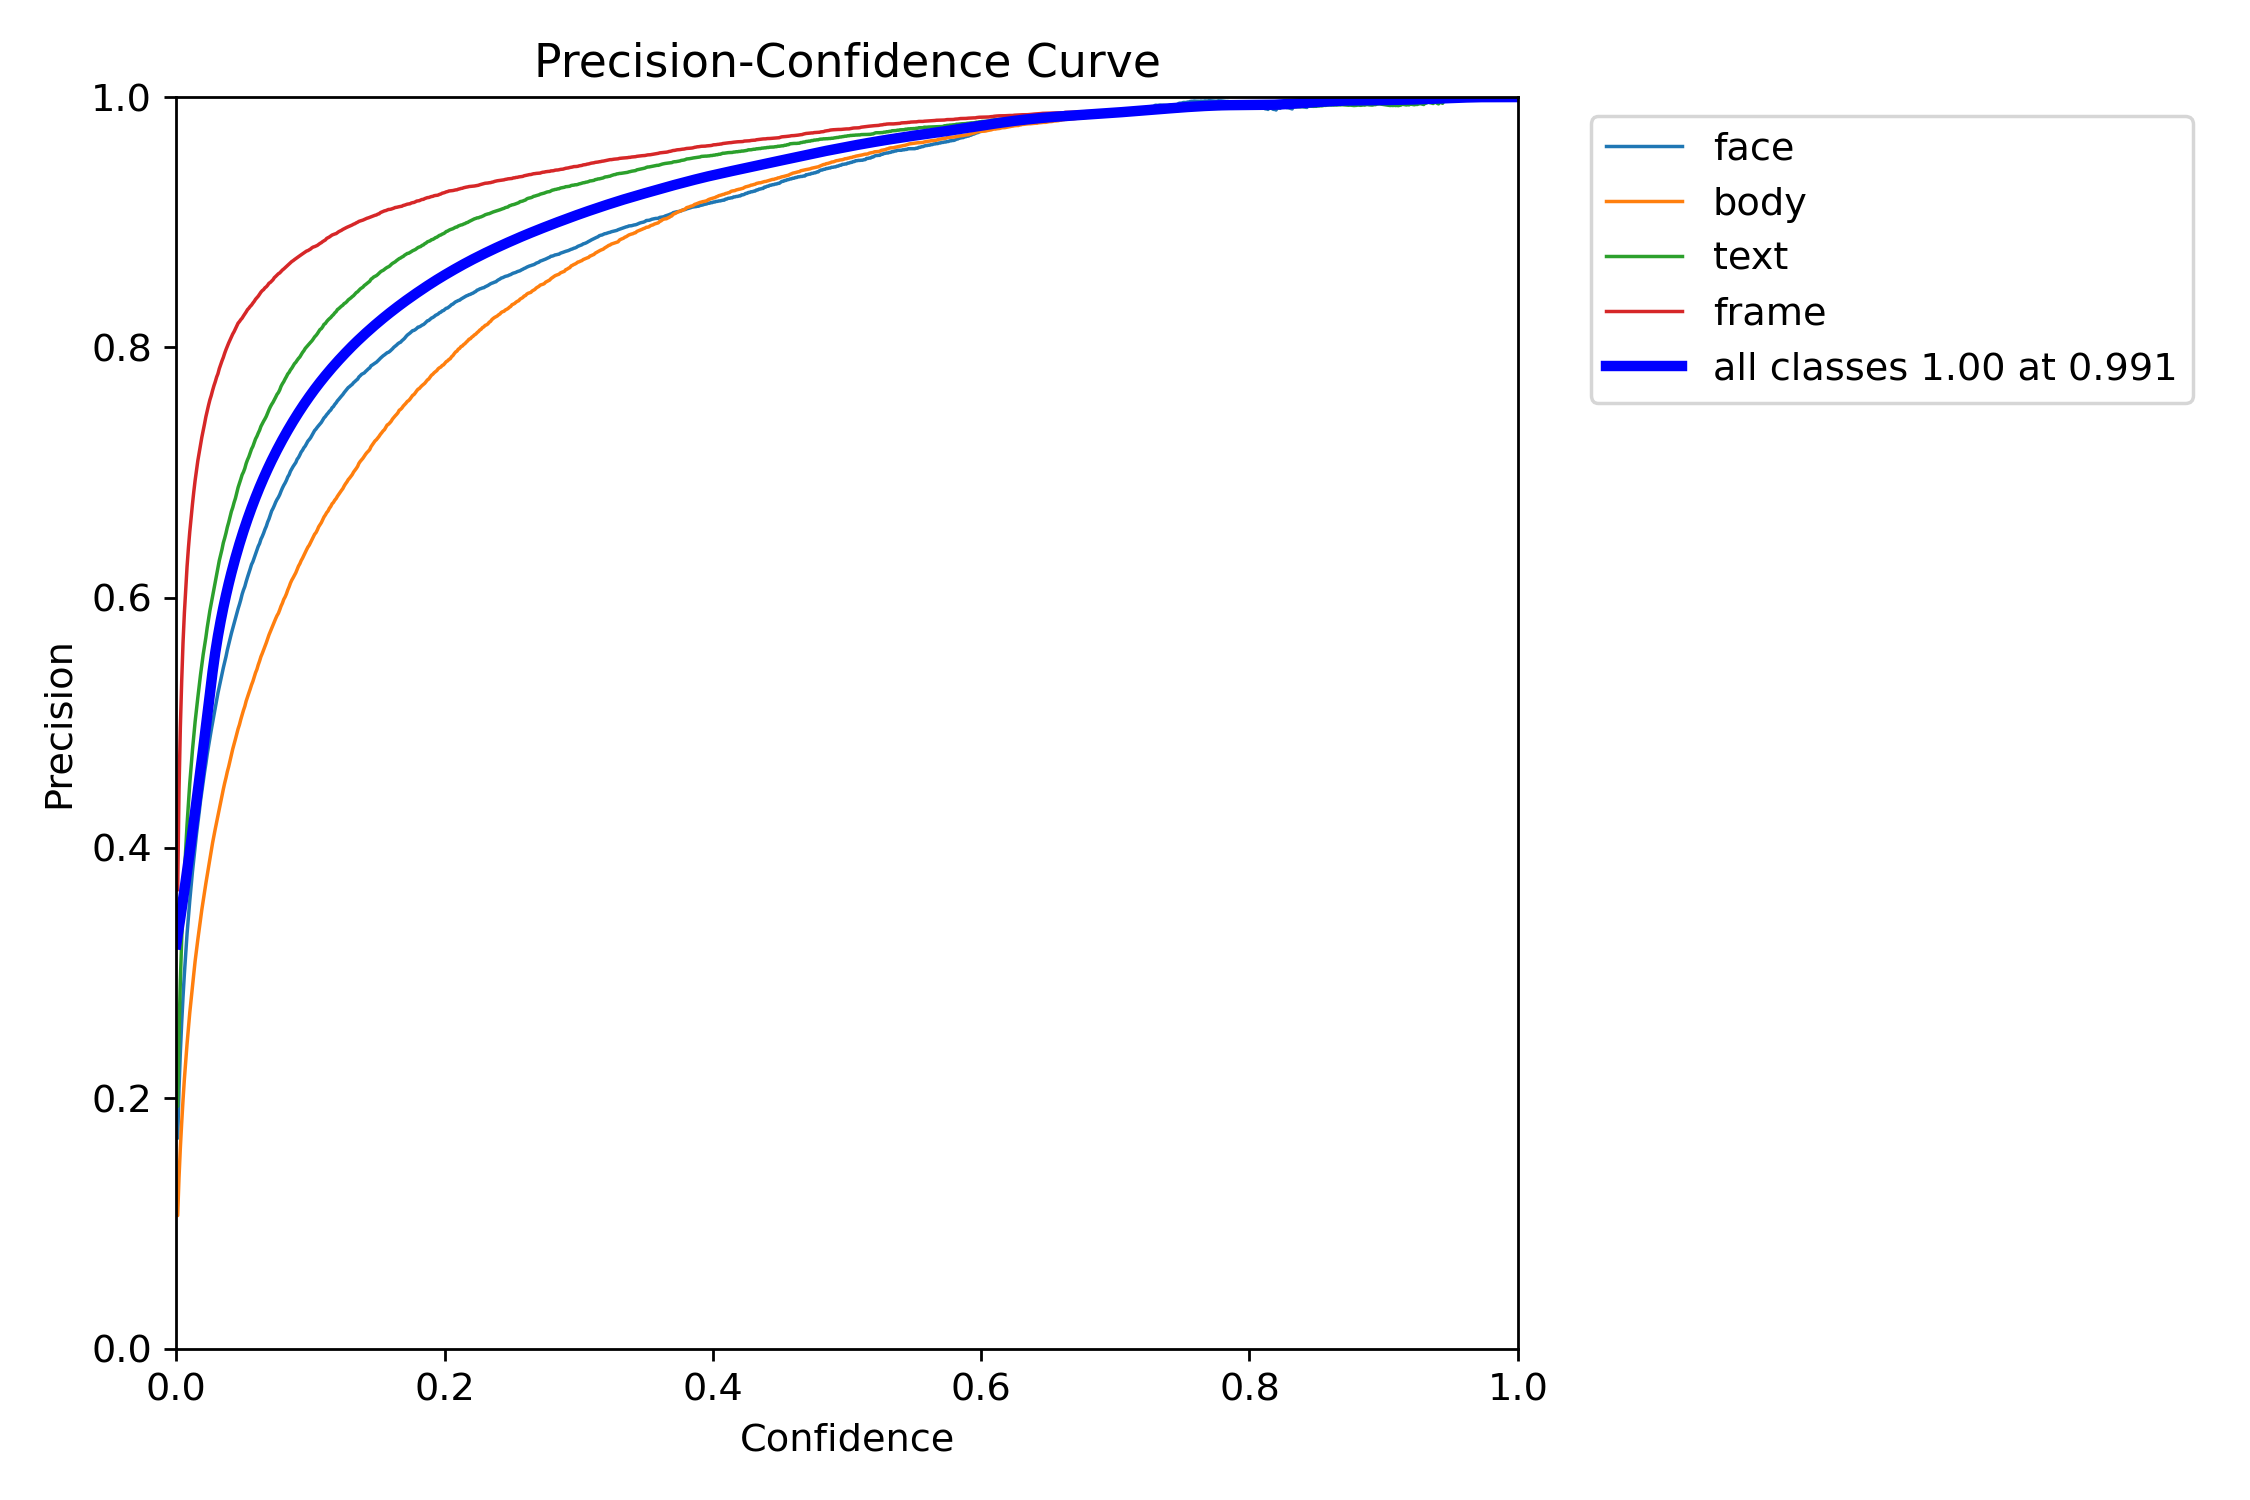 Precision-Confidence Curve
1.0
0.8
0.6
0.4
0.2
0.0
Precision
0.0 0.2 0.4 0.6 0.8 1.0
Confidence
face
body
text
frame
all classes 1.00 at 0.991